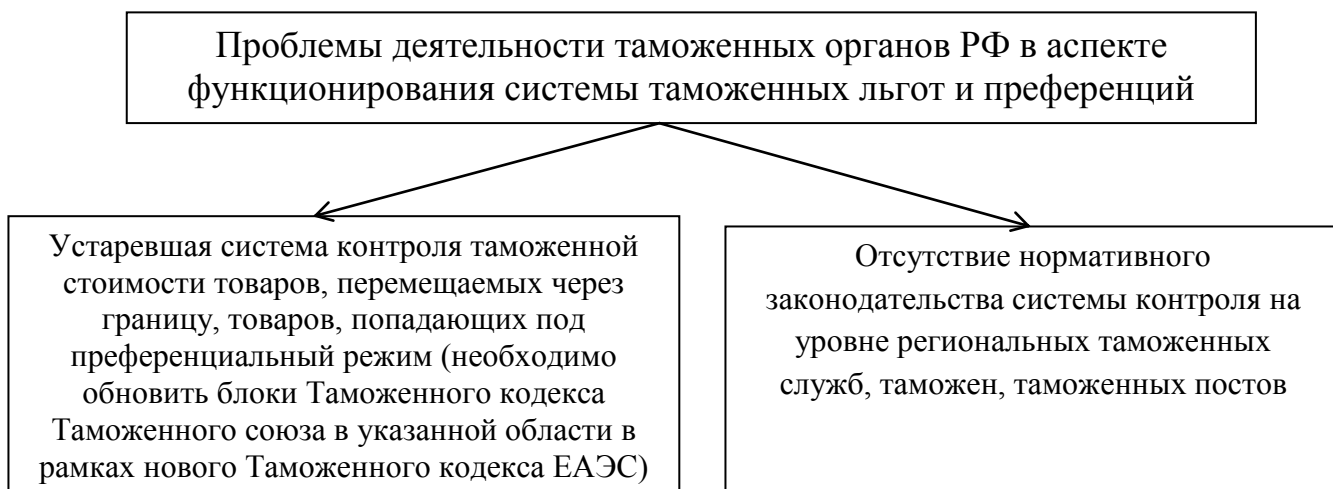 Проблемы деятельности таможенных органов РФ в аспекте
функционирования системы таможенных льгот и преференций
Устаревшая система контроля таможенной
стоимости товаров, перемещаемых через
границу, товаров, попадающих под
преференциальный режим (необходимо
обновить блоки Таможенного кодекса
Таможенного союза в указанной области в
рамках нового Таможенного кодекса ЕАЭС)
Отсутствие нормативного
законодательства системы контроля на
уровне региональных таможенных
служб, таможен, таможенных постов